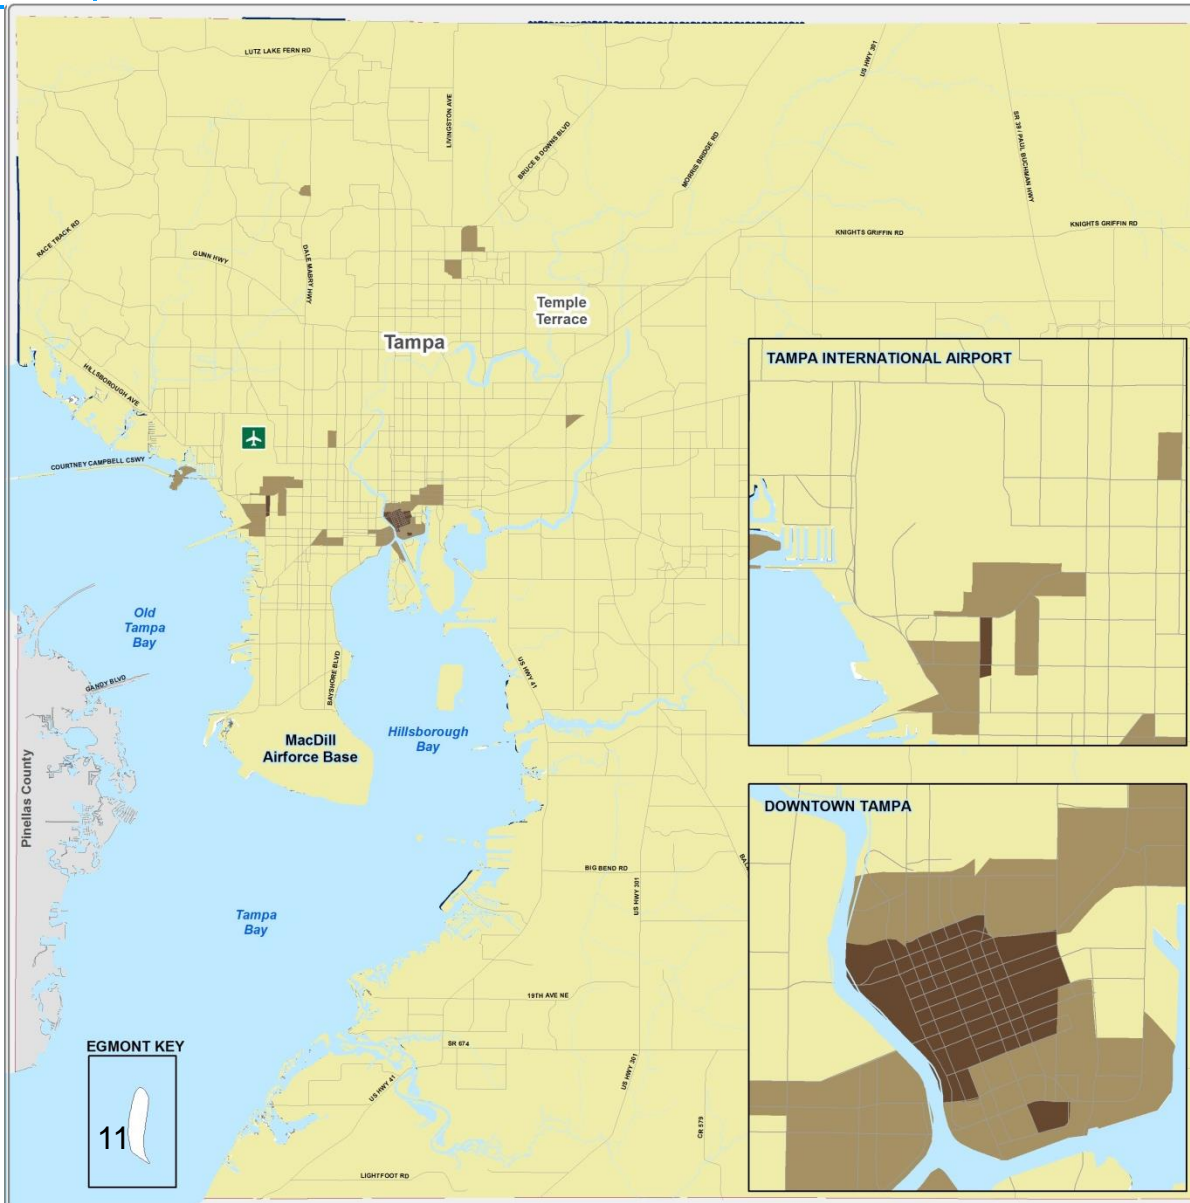 LUTZ LAKE FERN RD
LIVINGSTON AVE
BRUCE B DOWNS BLVD
MORRIS BRIDGE RD
US HWY 301
SR 39 / PAUL BUCHMAN HWY
KNIGHTS GRIFFIN RD
KNIGHTS GRIFFIN RD
RACE TRACK RD
GUNN HWY
DALE MABRY HWY
Temple
Terrace
Tampa
HILLSBOROUGH AVE
COURTNEY CAMPBELL CSWY
TAMPA INTERNATIONAL AIRPORT
Old
Tampa
Bay
GANDY BLVD
BAYSHORE BLVD
US HWY 41
MacDill
Airforce Base
Hillsborough
Bay
Pinellas County
DOWNTOWN TAMPA
BIG BEND RD
US HWY 301
Tampa
Bay
19TH AVE NE
SR 674
US HWY 41
US HWY 301
CR 579
LIGHTFOOT RD
EGMONT KEY
11